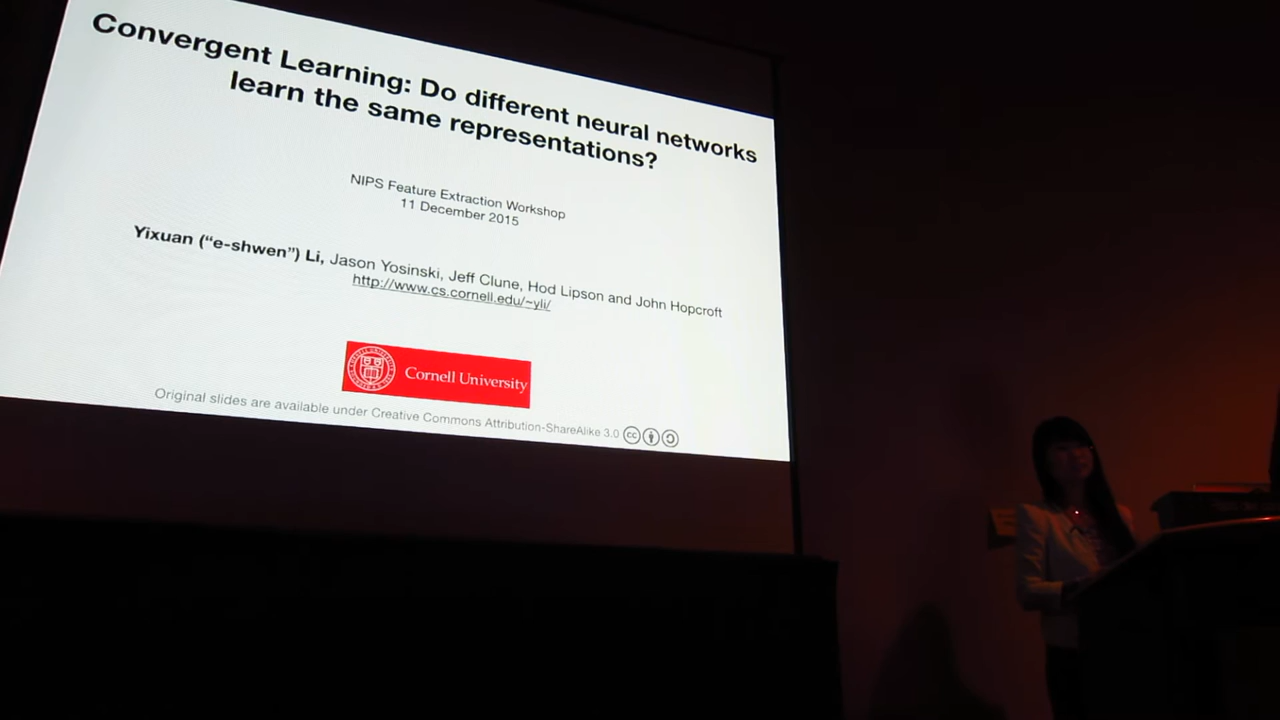 Convergent Learning: Do different neural networks
learn the same representations?
NIPS Feature Extraction Workshop
11 December 2015
Yixuan (“e-shwen”) Li, Jason Yosinski, Jeff Clune, Hod Lipson and John Hopcroft
http://www.cs.cornell.edu/~yli/
Cornell University
Original slides are available under Creative Commons Attribution-ShareAlike 3.0 cc